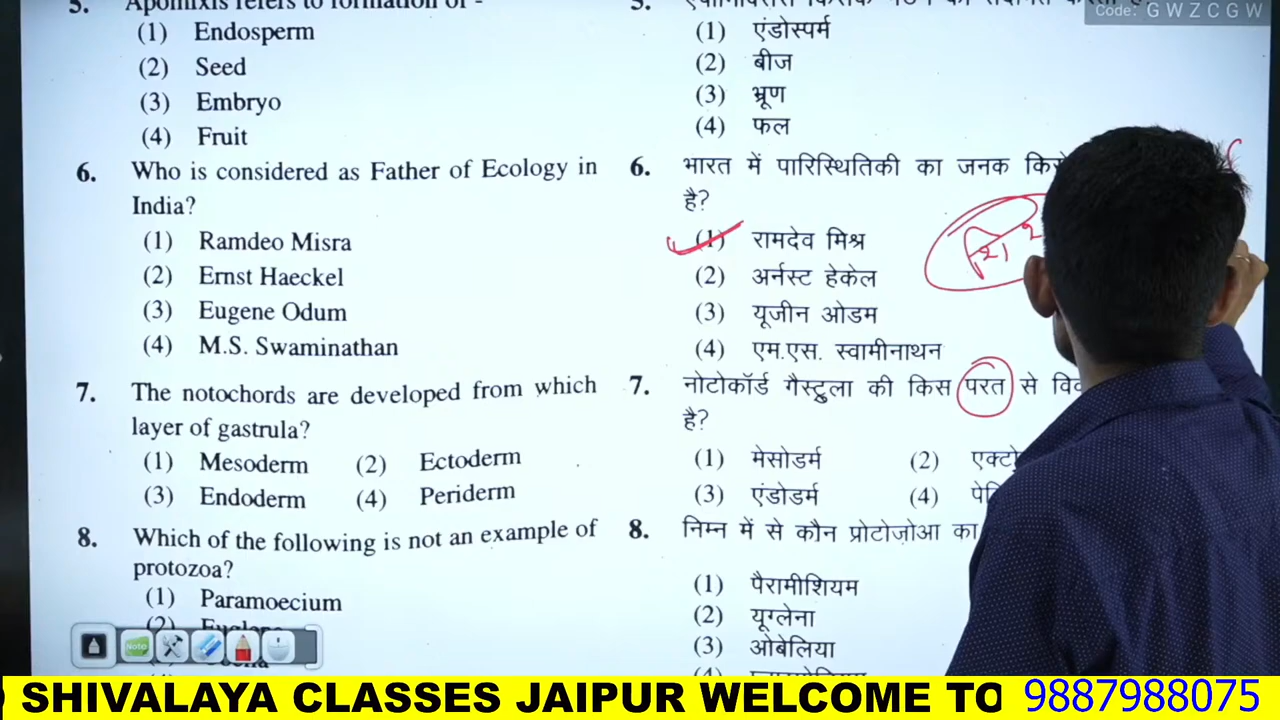 5. Apomixis refers to formation of -
(1) Endosperm
(2) Seed
(3) Embryo
(4) Fruit
6. Who is considered as Father of Ecology in
India?
(1) Ramdeo Misra
(2) Ernst Haeckel
(3) Eugene Odum
(4) M.S. Swaminathan
7. The notochords are developed from which
layer of gastrula?
(1) Mesoderm (2) Ectoderm
(3) Endoderm (4) Periderm
8. Which of the following is not an example of
protozoa?
(1) Paramoecium
(2)
5.
(1) एंडोस्पर्म
(2) बीज
(3) भ्रूण
(4) फल
6. भारत में पारिस्थितिकी का जनक
है?
(1) रामदेव मिश्र
(2) अर्नस्ट हेकेल
(3) यूजीन ओडम
(4) एम.एस. स्वामीनाथन
7. नोटोकॉर्ड गैस्ट्रुला की किस परत से
है?
(1) मेसोडर्म (2)
(3) एंडोडर्म (4)
8. निम्न में से कौन प्रोटोज़ोआ का
(1) पैरामीशियम
(2) यूग्लेना
(3) ओबेलिया
Code: G W Z C G W
Noto
SHIVALAYA CLASSES JAIPUR WELCOME TO 9887988075